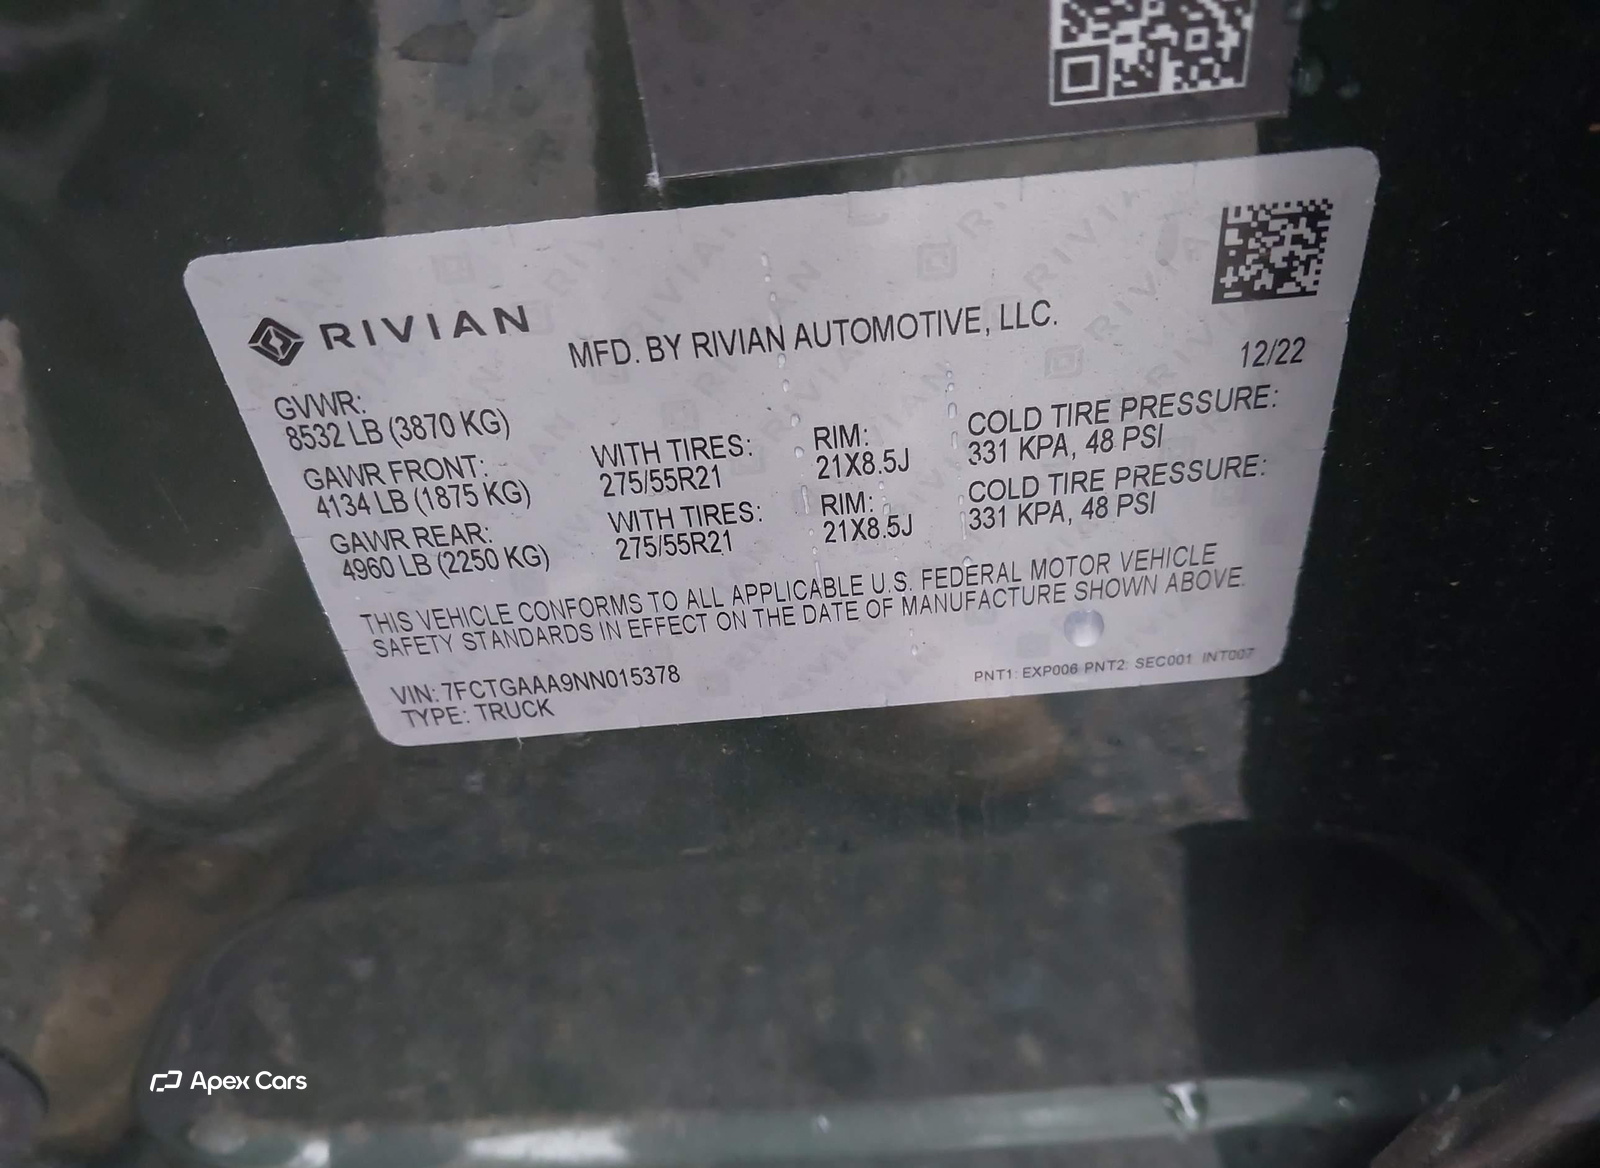 RIVIAN
MFD. BY RIVIAN AUTOMOTIVE, LLC.
12/22
GVWR:
8532 LB (3870 KG)
GAWR FRONT:
4134 LB (1875 KG)
WITH TIRES:
275/55R21
RIM:
21X8.5J
COLD TIRE PRESSURE:
331 KPA, 48 PSI
GAWR REAR:
4960 LB (2250 KG)
WITH TIRES:
275/55R21
RIM:
21X8.5J
COLD TIRE PRESSURE:
331 KPA, 48 PSI
THIS VEHICLE CONFORMS TO ALL APPLICABLE U.S. FEDERAL MOTOR VEHICLE
SAFETY STANDARDS IN EFFECT ON THE DATE OF MANUFACTURE SHOWN ABOVE.
VIN: 7FCTGAAA9NN015378
TYPE: TRUCK
PNT1: EXP006 PNT2: SEC001 INT007
Apex Cars